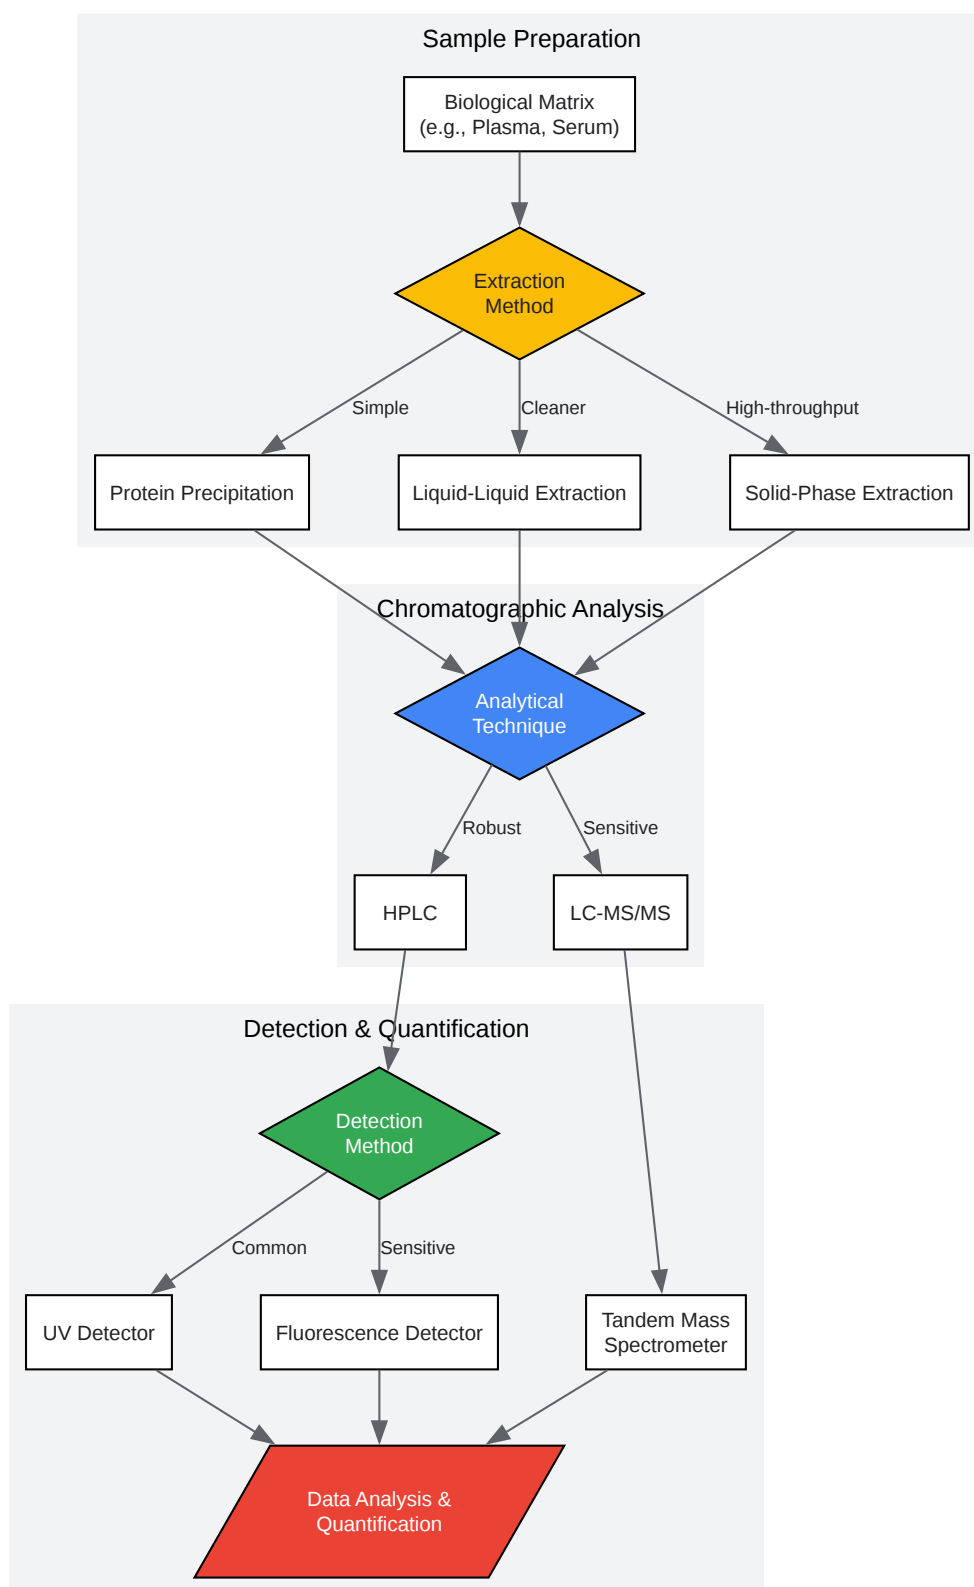 Sample Preparation
Biological Matrix
(e.g., Plasma, Serum)
Extraction
Method
Simple
Cleaner
High-throughput
Protein Precipitation
Liquid-Liquid Extraction
Solid-Phase Extraction
Chromatographic Analysis
Analytical
Technique
Robust
Sensitive
HPLC
LC-MS/MS
Detection & Quantification
Detection
Method
Common
Sensitive
UV Detector
Fluorescence Detector
Tandem Mass
Spectrometer
Data Analysis &
Quantification